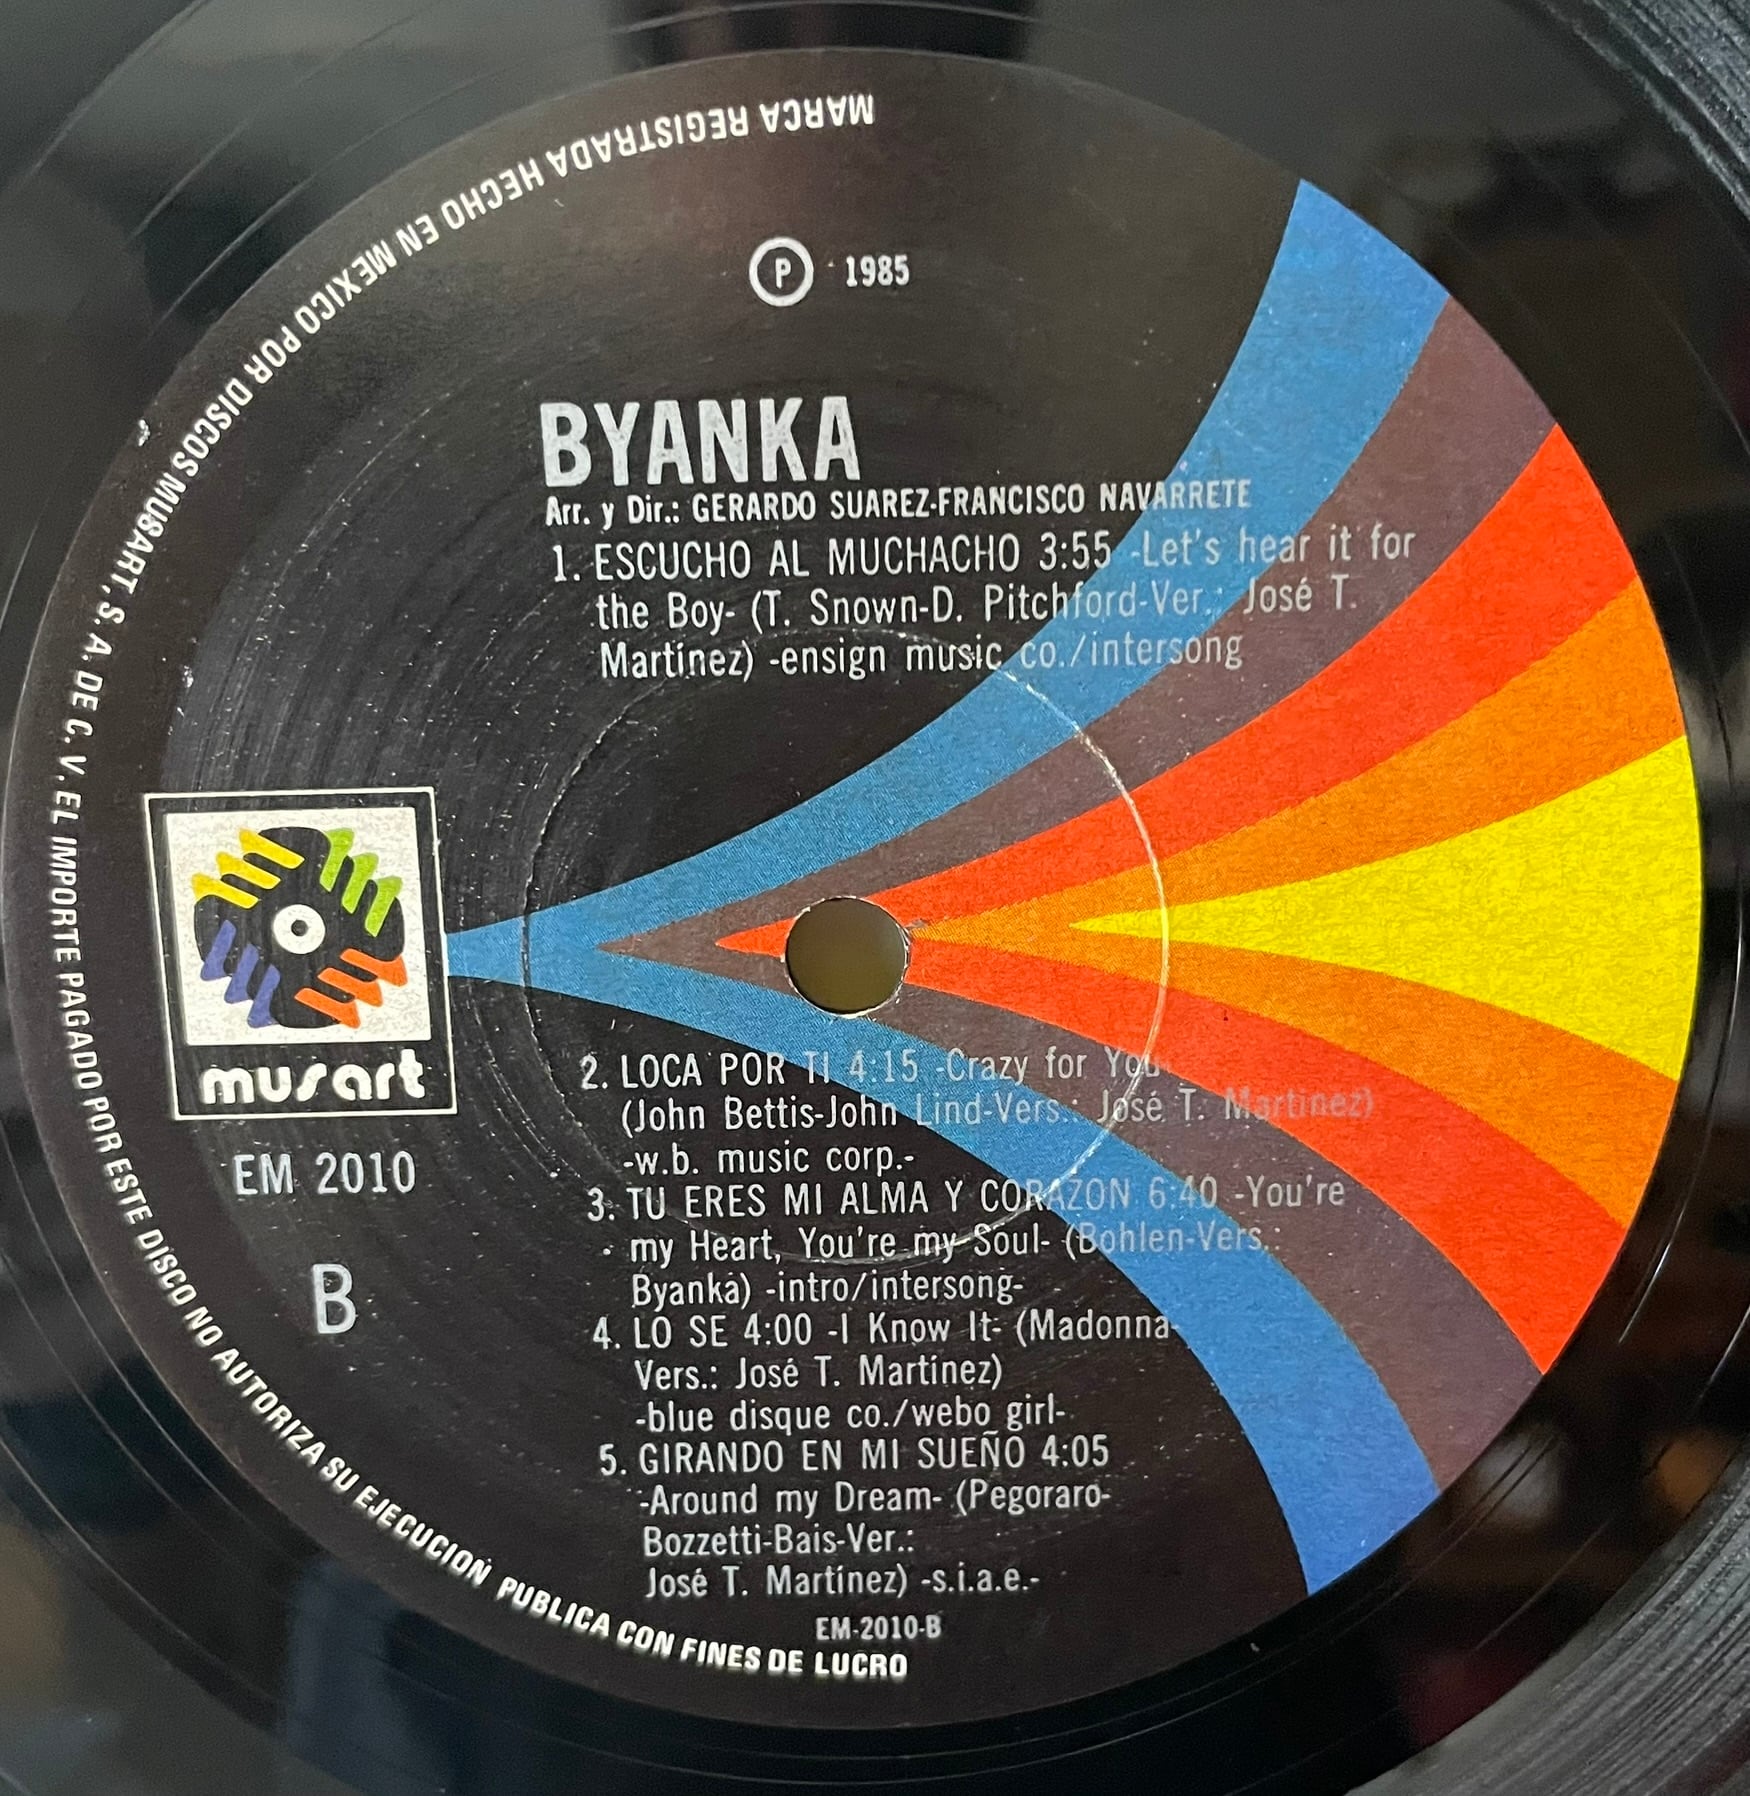 MARCA REGISTRADA HECHO EN MEXICO POR DISCOS MUSART, S. A. DE C. V. EL IMPORTE PAGADO POR ESTE DISCO NO AUTORIZA SU EJECUCION PUBLICA CON FINES DE LUCRO
P 1985
BYANKA
Arr. y Dir.: GERARDO SUAREZ-FRANCISCO NAVARRETE
1. ESCUCHO AL MUCHACHO 3:55 -Let's hear it for
the Boy- (T. Snown-D. Pitchford-Ver.: José T.
Martínez) -ensign music co./intersong
musart
EM 2010
B
2. LOCA POR TI 4:15 -Crazy for You-
(John Bettis-John Lind-Vers.: José T. Martínez)
-w.b. music corp.-
3. TU ERES MI ALMA Y CORAZON 6:40 -You're
my Heart, You're my Soul- (Bohlen-Vers.:
Byanka) -intro/intersong-
4. LO SE 4:00 -I Know It- (Madonna-
Vers.: José T. Martínez)
-blue disque co./webo girl-
5. GIRANDO EN MI SUEÑO 4:05
-Around my Dream- (Pegoraro-
Bozzetti-Bais-Ver.:
José T. Martínez) -s.i.a.e.-
EM-2010-B